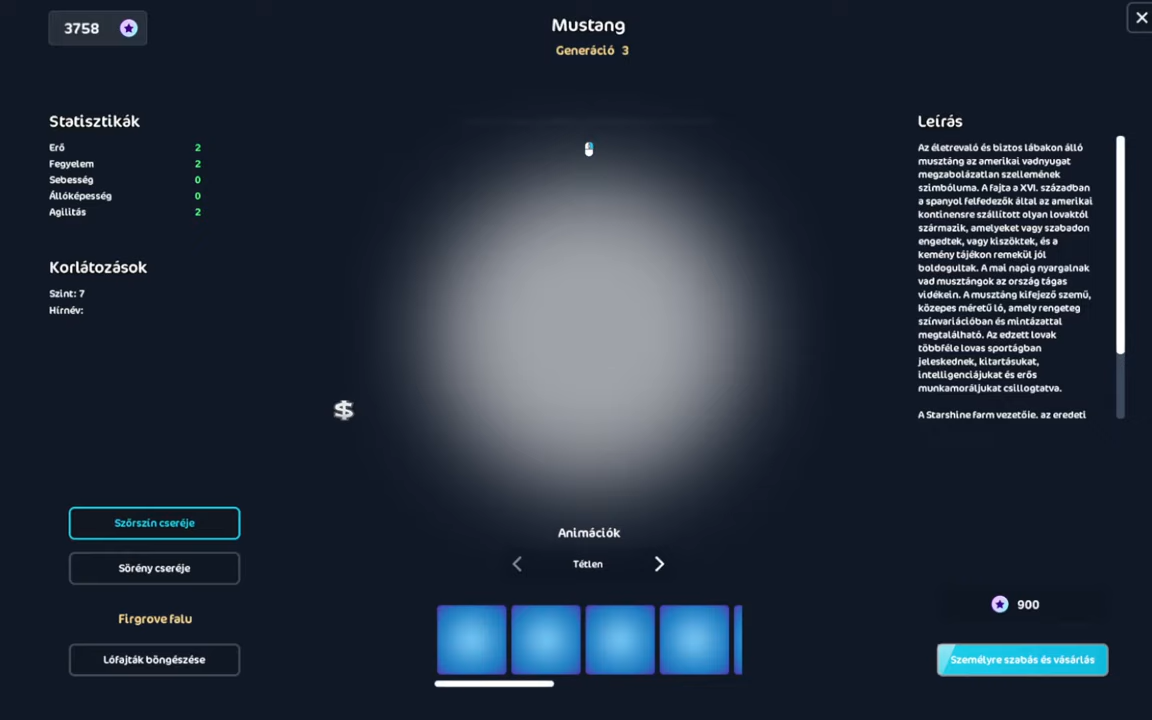 3758
Mustang
Generáció 3
Statisztikák
Erő 2
Fegyelem 2
Sebesség 0
Állóképesség 0
Agilitás 2
Korlátozások
Szint: 7
Hírnév:
Leírás
Az életrevaló és biztos lábakon álló
musztáng az amerikai vadnyugat
megzabolázatlan szellemének
szimbóluma. A fajta a XVI. században
a spanyol felfedezők által az amerikai
kontinensre szállított olyan lovaktól
származik, amelyeket vagy szabadon
engedtek, vagy kiszöktek, és a
kemény tájékon remekül jól
boldogultak. A mai napig nyargalnak
vad musztángok az ország tágas
vidékein. A musztáng kifejező szemű,
közepes méretű ló, amely rengeteg
színvariációban és mintázattal
megtalálható. Az edzett lovak
többféle lovas sportágban
jeleskednek, kitartásukat,
intelligenciájukat és erős
munkamoráljukat csillogtatva.
A Starshine farm vezetője, az eredeti
$
Szőrszín cseréje
Sörény cseréje
Firgrove falu
Lófajták böngészése
Animációk
Tétlen
900
Személyre szabás és vásárlás